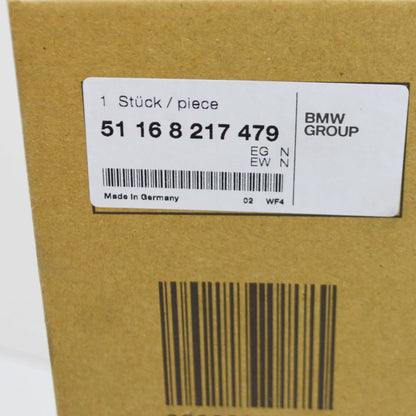 1 Stück / piece
51 16 8 217 479
EG N
EW N
Made in Germany 02 WF4
BMW
GROUP